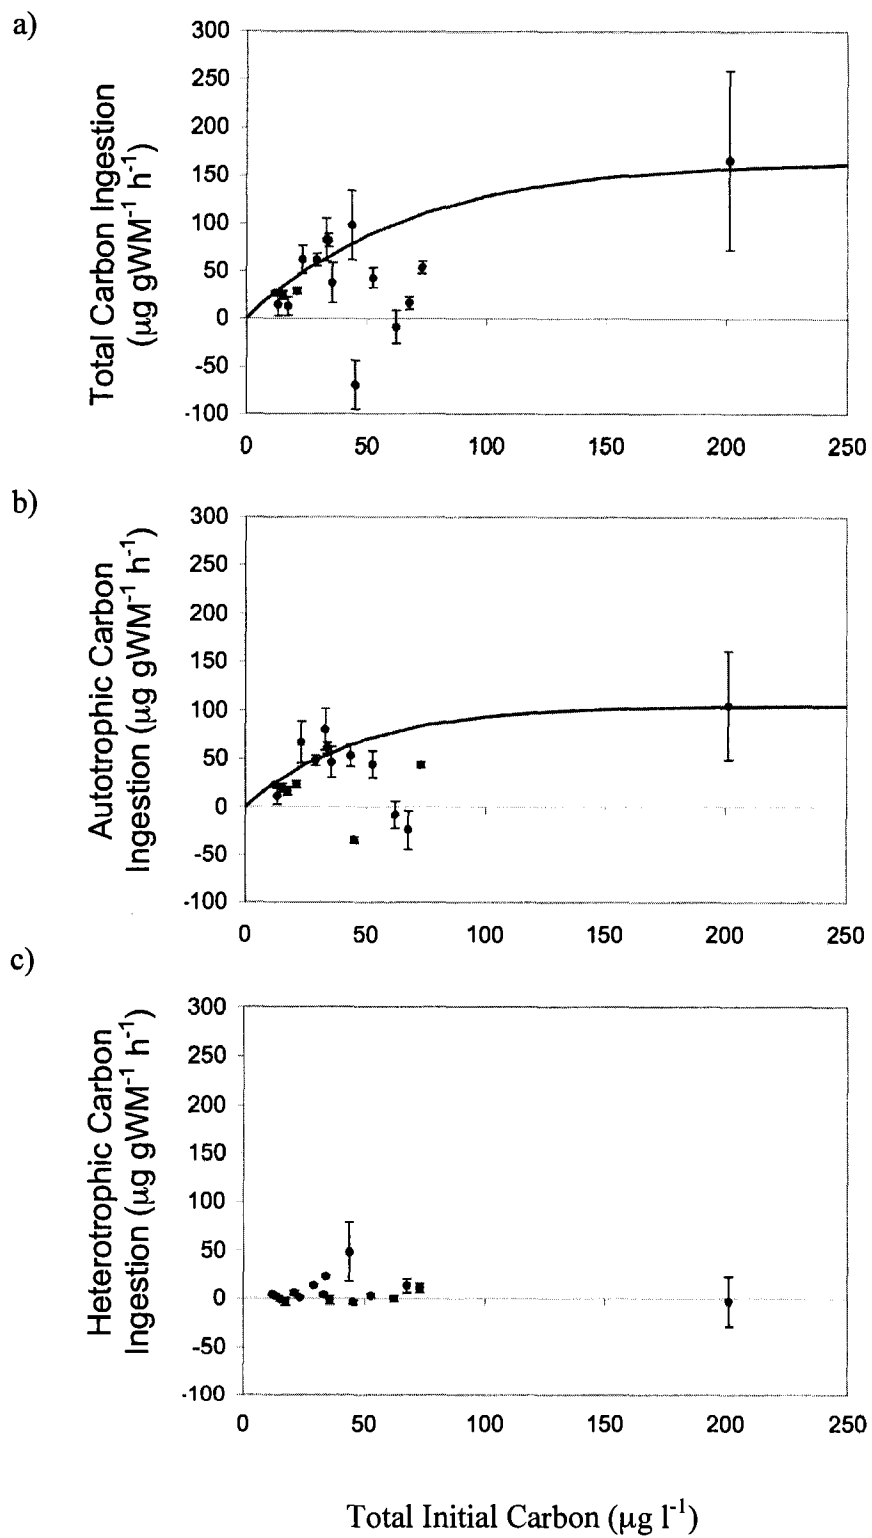 a)
Total Carbon Ingestion
(µg gWM⁻¹ h⁻¹)
300
250
200
150
100
50
0
-50
-100
0 50 100 150 200 250
b)
Autotrophic Carbon
Ingestion (µg gWM⁻¹ h⁻¹)
300
250
200
150
100
50
0
-50
-100
0 50 100 150 200 250
c)
Heterotrophic Carbon
Ingestion (µg gWM⁻¹ h⁻¹)
300
250
200
150
100
50
0
-50
-100
0 50 100 150 200 250
Total Initial Carbon (µg l⁻¹)